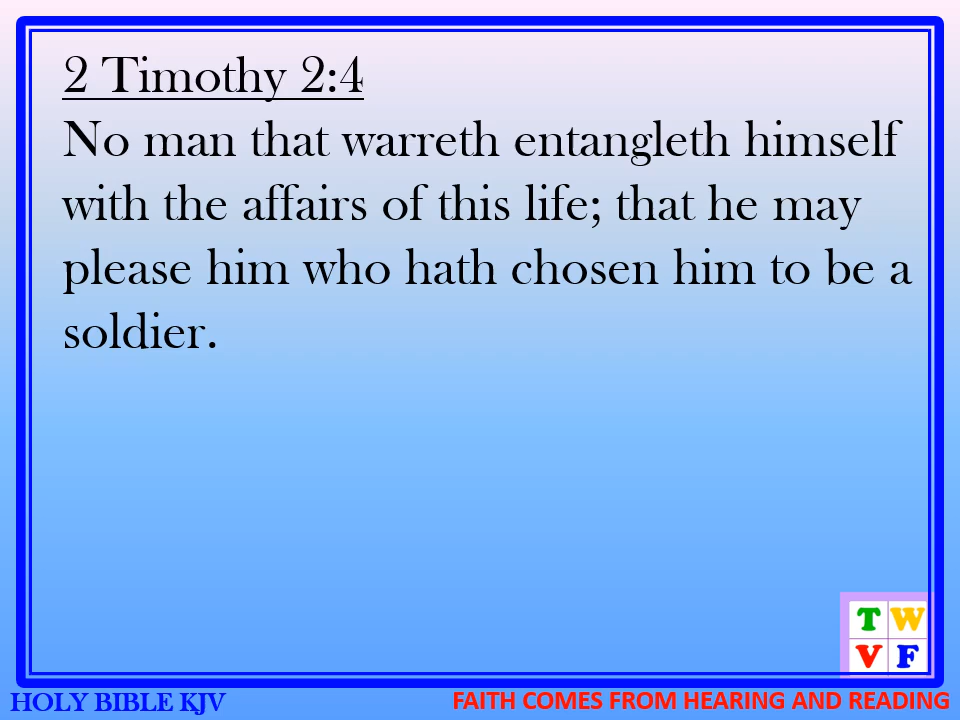 2 Timothy 2:4
No man that warreth entangleth himself
with the affairs of this life; that he may
please him who hath chosen him to be a
soldier.
T W
V F
HOLY BIBLE KJV
FAITH COMES FROM HEARING AND READING